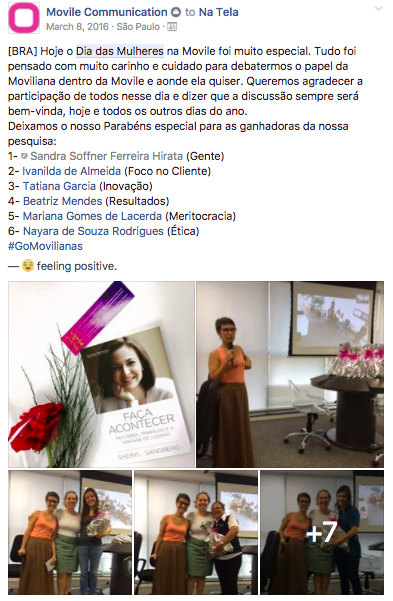 Movile Communication to Na Tela
March 8, 2016 · São Paulo ·
[BRA] Hoje o Dia das Mulheres na Movile foi muito especial. Tudo foi
pensado com muito carinho e cuidado para debatermos o papel da
Moviliana dentro da Movile e aonde ela quiser. Queremos agradecer a
participação de todos nesse dia e dizer que a discussão sempre será
bem-vinda, hoje e todos os outros dias do ano.
Deixamos o nosso Parabéns especial para as ganhadoras da nossa
pesquisa:
1- Sandra Soffner Ferreira Hirata (Gente)
2- Ivanilda de Almeida (Foco no Cliente)
3- Tatiana Garcia (Inovação)
4- Beatriz Mendes (Resultados)
5- Mariana Gomes de Lacerda (Meritocracia)
6- Nayara de Souza Rodrigues (Ética)
#GoMovilianas
— feeling positive.
FAÇA
ACONTECER
MULHERES, TRABALHO E A
VONTADE DE LIDERAR
SHERYL SANDBERG
+7